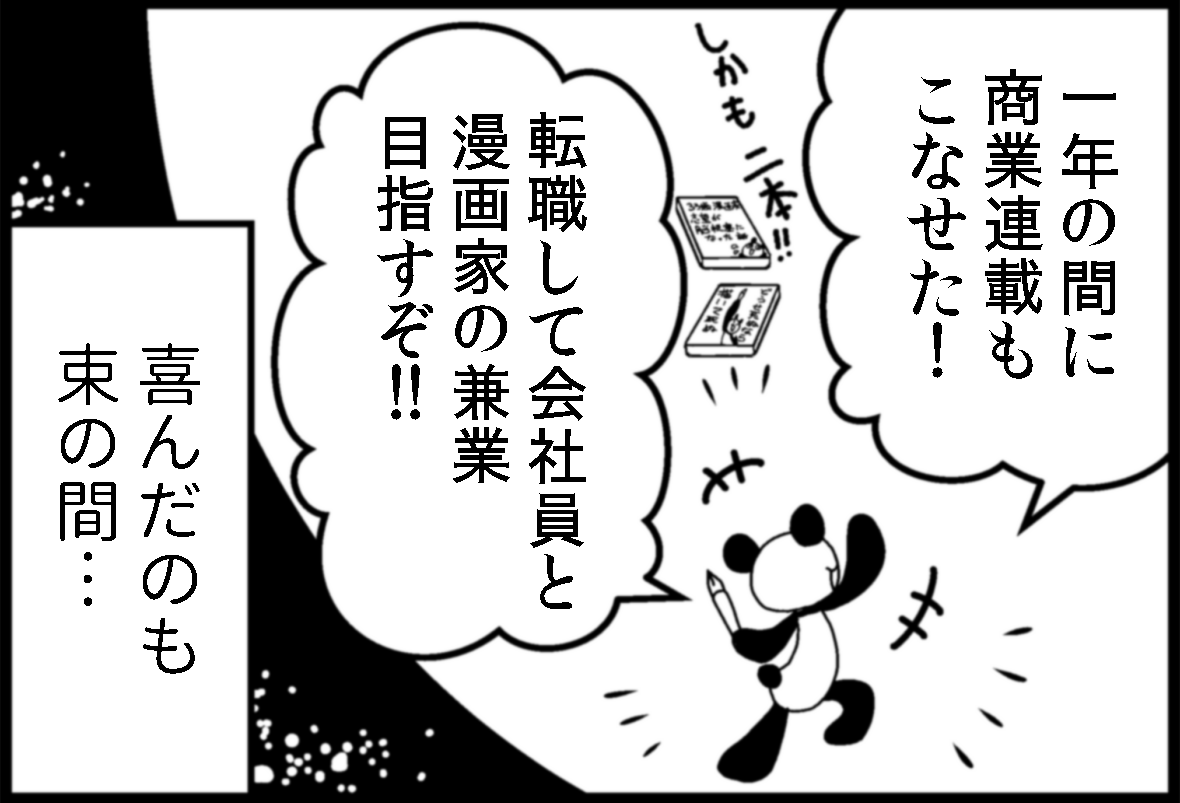 一年の間に
商業連載も
こなせた!
しかも二本!!
転職して会社員と
漫画家の兼業
目指すぞ!!
喜んだのも
束の間…